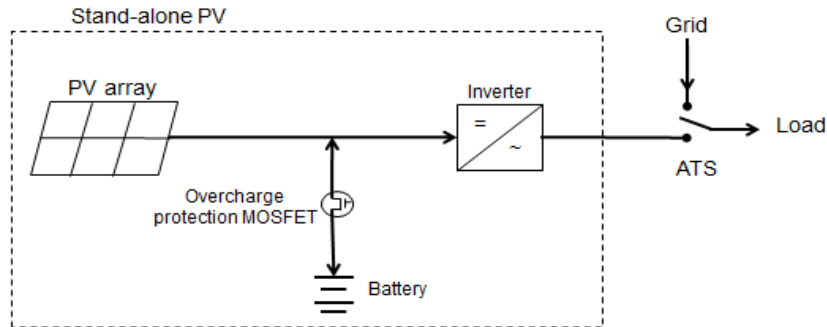 Stand-alone PV
Grid
PV array
Inverter
=
~
Load
ATS
Overcharge
protection MOSFET
Battery